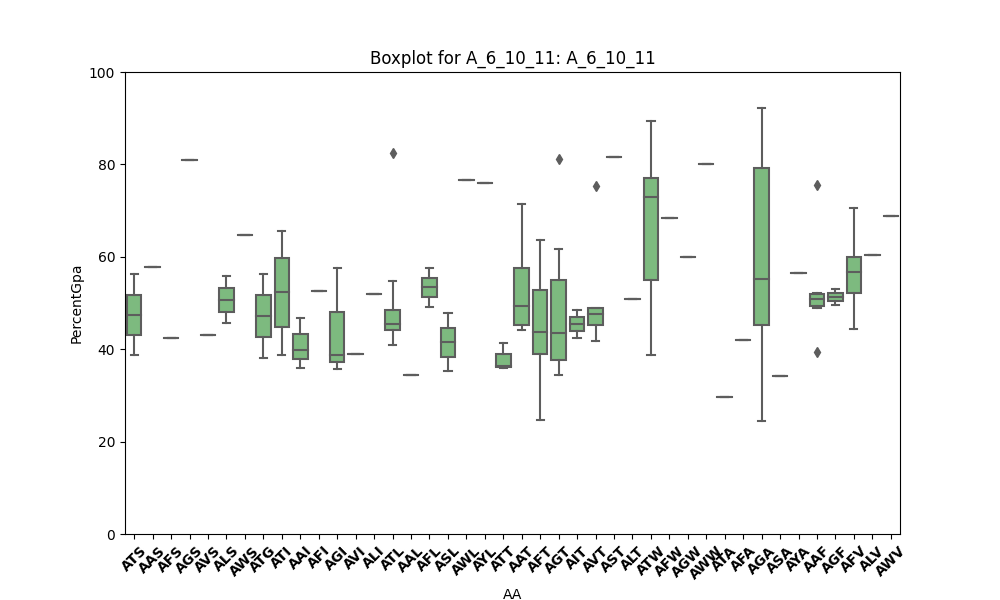 Boxplot for A_6_10_11: A_6_10_11
100
80
60
40
20
0
PercentGpa
ATS AAS AFS AGS AVS ALS AWS ATG ATI AAI AFI AGI AVI ALI ATL AAL AFL ASL AWL AYL ATT AAT AFT AGT AIT AVT AST ALT ATW AFW AGW AWW ATA AFA AGA ASA AYA AAF AGF AFV ALV AWV
AA